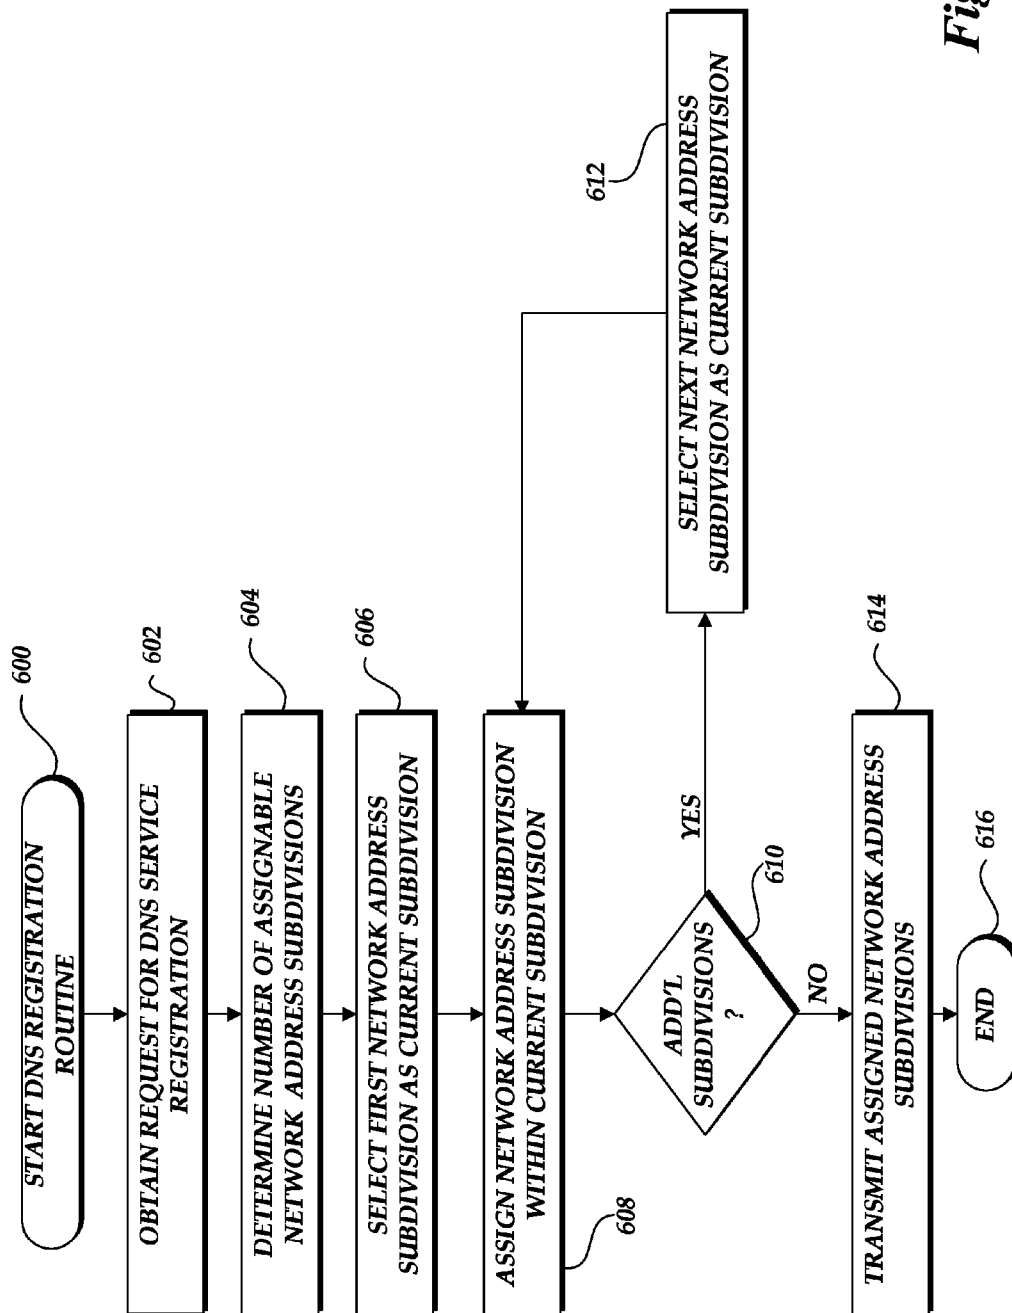 START DNS REGISTRATION
ROUTINE
600
OBTAIN REQUEST FOR DNS SERVICE
REGISTRATION
602
DETERMINE NUMBER OF ASSIGNABLE
NETWORK ADDRESS SUBDIVISIONS
604
SELECT FIRST NETWORK ADDRESS
SUBDIVISION AS CURRENT SUBDIVISION
606
ASSIGN NETWORK ADDRESS SUBDIVISION
WITHIN CURRENT SUBDIVISION
608
ADD'L
SUBDIVISIONS
?
610
YES
SELECT NEXT NETWORK ADDRESS
SUBDIVISION AS CURRENT SUBDIVISION
612
NO
TRANSMIT ASSIGNED NETWORK ADDRESS
SUBDIVISIONS
614
END
616
Fig